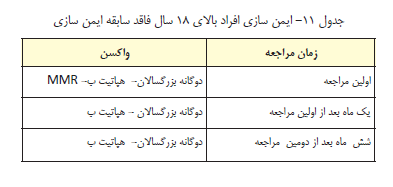 جدول ۱۱- ایمن سازی افراد بالای ۱۸ سال فاقد سابقه ایمن سازی
زمان مراجعه	واکسن
اولین مراجعه	دوگانه بزرگسالان- هپاتیت ب- MMR
یک ماه بعد از اولین مراجعه	دوگانه بزرگسالان - هپاتیت ب
شش ماه بعد از دومین مراجعه	دوگانه بزرگسالان- هپاتیت ب